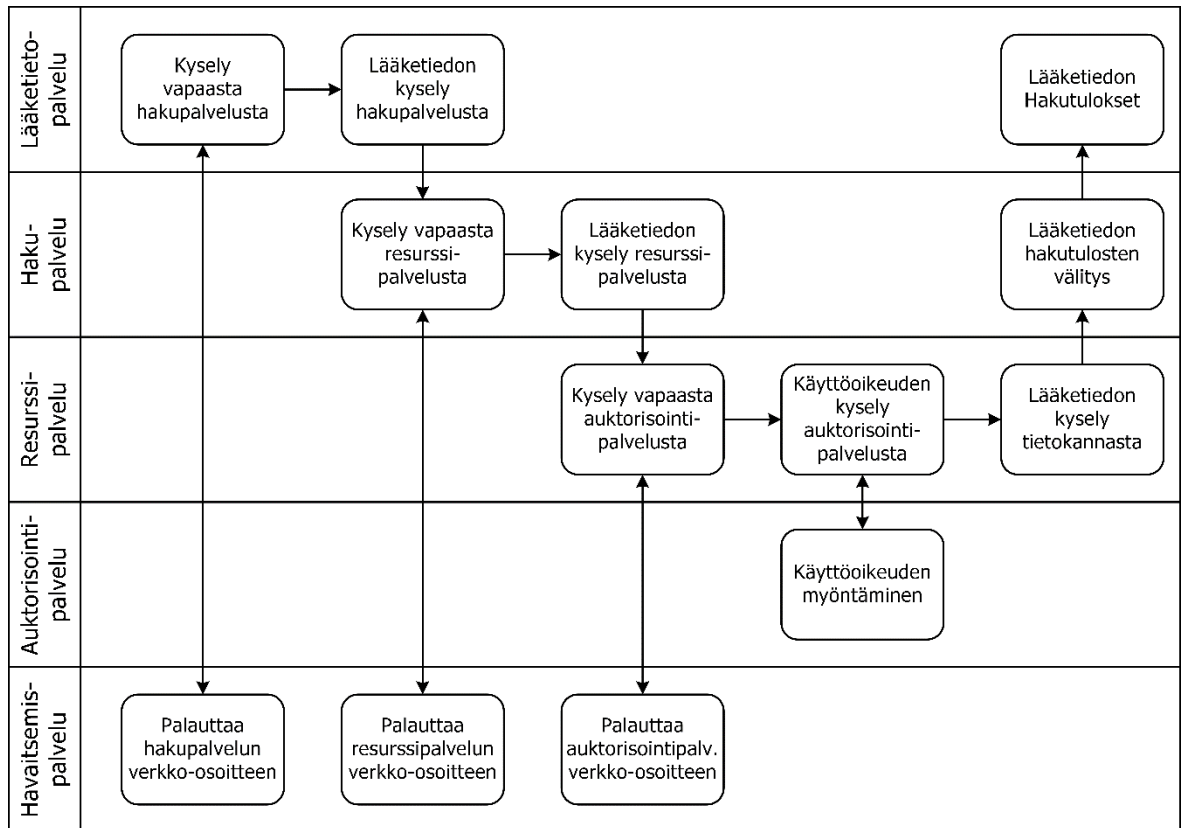 Lääketieto-
palvelu
Kysely
vapaasta
hakupalvelusta
Lääketiedon
kysely
hakupalvelusta
Lääketiedon
Hakutulokset
Haku-
palvelu
Kysely vapaasta
resurssi-
palvelusta
Lääketiedon
kysely resurssi-
palvelusta
Lääketiedon
hakutulosten
välitys
Resurssi-
palvelu
Kysely vapaasta
auktorisointi-
palvelusta
Käyttöoikeuden
kysely
auktorisointi-
palvelusta
Lääketiedon
kysely
tietokannasta
Auktorisointi-
palvelu
Käyttöoikeuden
myöntäminen
Havaitsemis-
palvelu
Palauttaa
hakupalvelun
verkko-osoitteen
Palauttaa
resurssipalvelun
verkko-osoitteen
Palauttaa
auktorisointipalv.
verkko-osoitteen